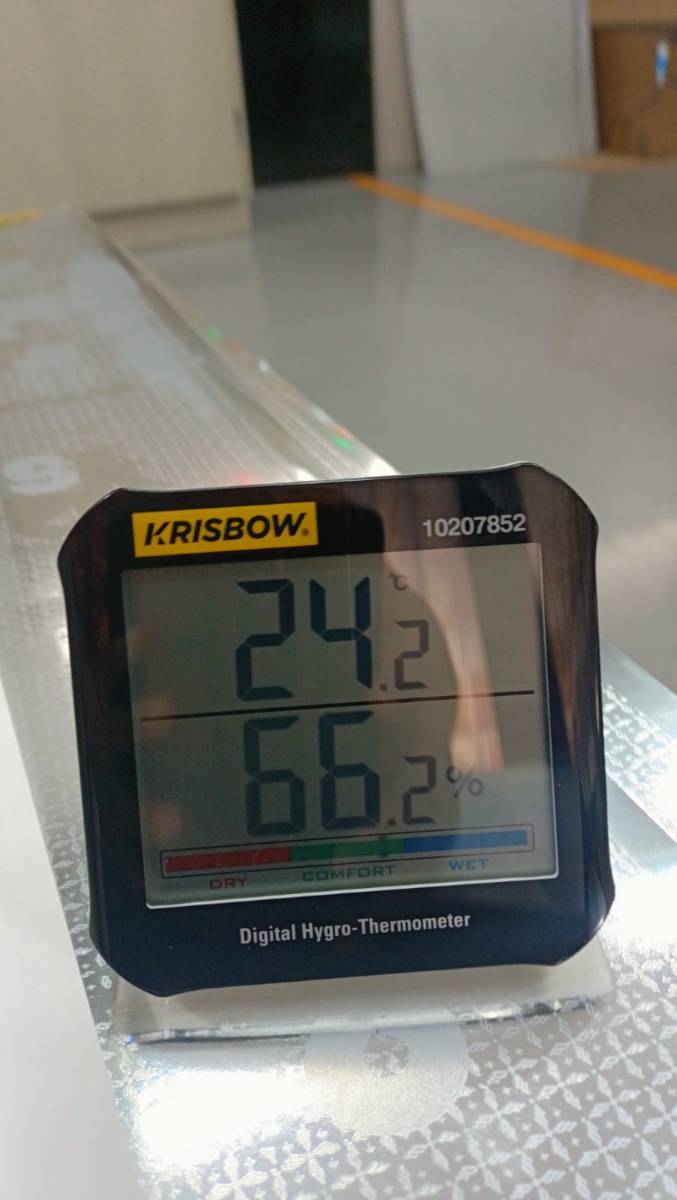 KRISBOW®
10207852
24.2 °C
66.2 %
DRY COMFORT WET
Digital Hygro-Thermometer